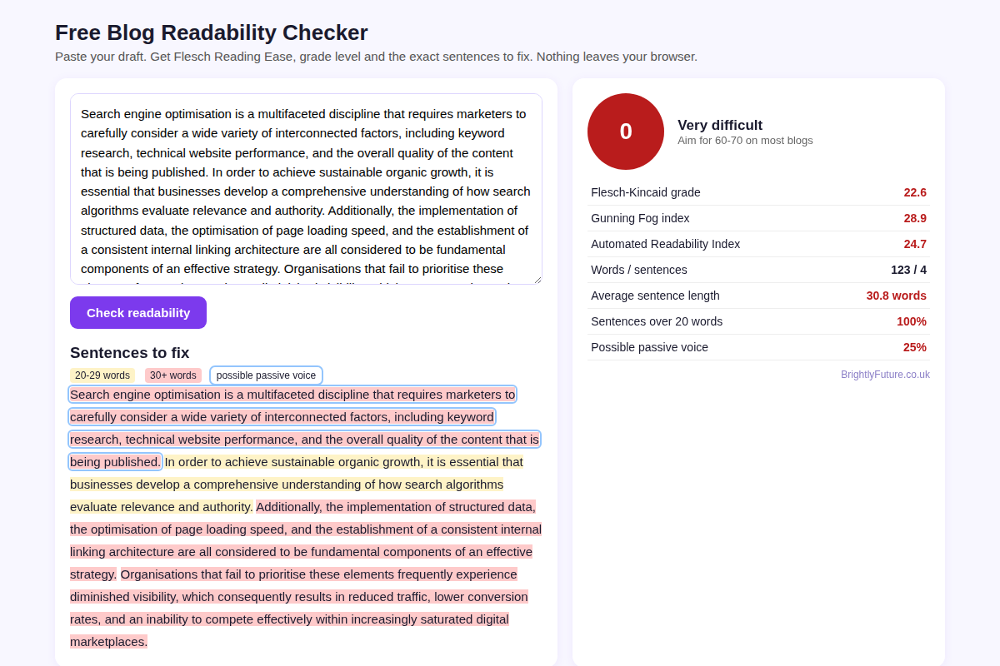 Free Blog Readability Checker
Paste your draft. Get Flesch Reading Ease, grade level and the exact sentences to fix. Nothing leaves your browser.
Search engine optimisation is a multifaceted discipline that requires marketers to
carefully consider a wide variety of interconnected factors, including keyword
research, technical website performance, and the overall quality of the content
that is being published. In order to achieve sustainable organic growth, it is
essential that businesses develop a comprehensive understanding of how search
algorithms evaluate relevance and authority. Additionally, the implementation of
structured data, the optimisation of page loading speed, and the establishment of
a consistent internal linking architecture are all considered to be fundamental
components of an effective strategy. Organisations that fail to prioritise these
Check readability
Sentences to fix
20-29 words
30+ words
possible passive voice
Search engine optimisation is a multifaceted discipline that requires marketers to
carefully consider a wide variety of interconnected factors, including keyword
research, technical website performance, and the overall quality of the content that is
being published. In order to achieve sustainable organic growth, it is essential that
businesses develop a comprehensive understanding of how search algorithms
evaluate relevance and authority. Additionally, the implementation of structured data,
the optimisation of page loading speed, and the establishment of a consistent internal
linking architecture are all considered to be fundamental components of an effective
strategy. Organisations that fail to prioritise these elements frequently experience
diminished visibility, which consequently results in reduced traffic, lower conversion
rates, and an inability to compete effectively within increasingly saturated digital
marketplaces.
0
Very difficult
Aim for 60-70 on most blogs
Flesch-Kincaid grade 22.6
Gunning Fog index 28.9
Automated Readability Index 24.7
Words / sentences 123 / 4
Average sentence length 30.8 words
Sentences over 20 words 100%
Possible passive voice 25%
BrightlyFuture.co.uk